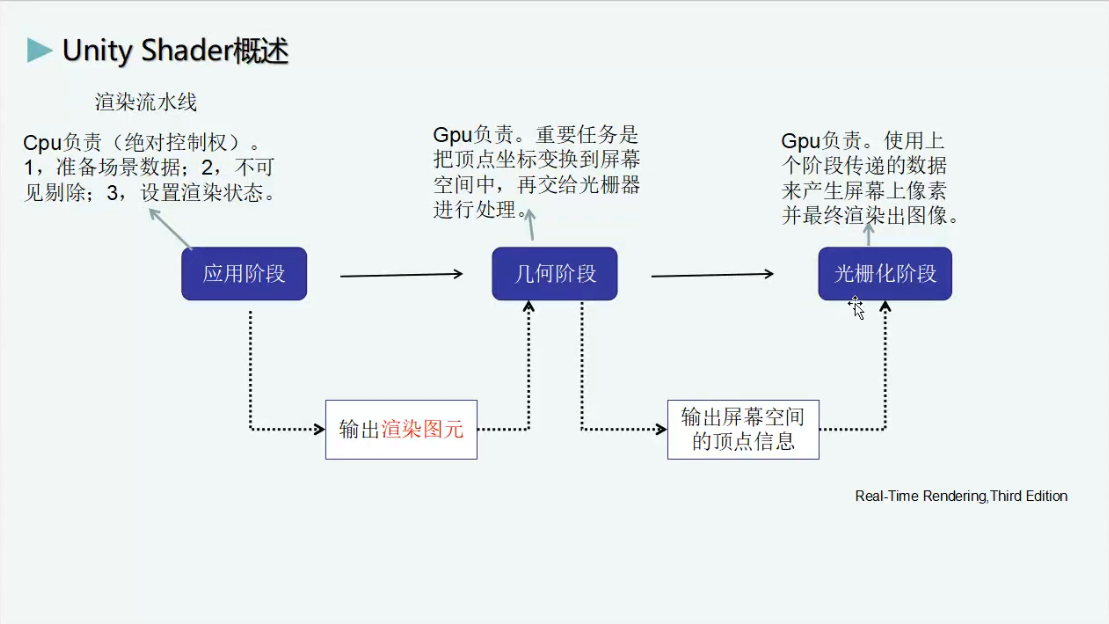 Unity Shader概述
渲染流水线
Cpu负责（绝对控制权）。
1，准备场景数据；2，不可
见剔除；3，设置渲染状态。
Gpu负责。重要任务是
把顶点坐标变换到屏幕
空间中，再交给光栅器
进行处理。
Gpu负责。使用上
个阶段传递的数据
来产生屏幕上像素
并最终渲染出图像。
应用阶段
几何阶段
光栅化阶段
输出渲染图元
输出屏幕空间
的顶点信息
Real-Time Rendering,Third Edition